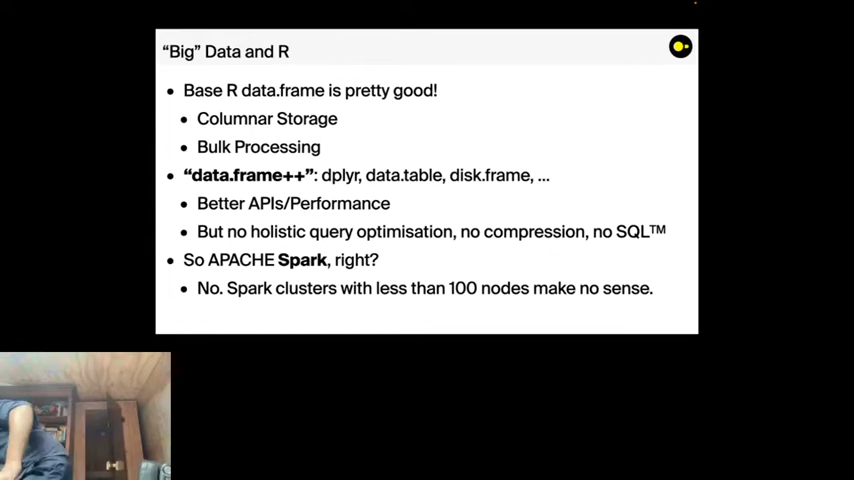 “Big” Data and R
• Base R data.frame is pretty good!
• Columnar Storage
• Bulk Processing
• “data.frame++”: dplyr, data.table, disk.frame, ...
• Better APIs/Performance
• But no holistic query optimisation, no compression, no SQL™
• So APACHE Spark, right?
• No. Spark clusters with less than 100 nodes make no sense.